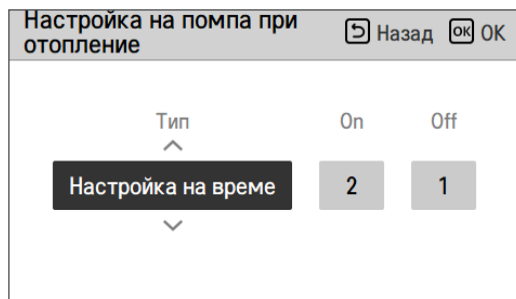 Настройка на помпа при
отопление
Назад OK OK
Тип On Off
Настройка на време 2 1